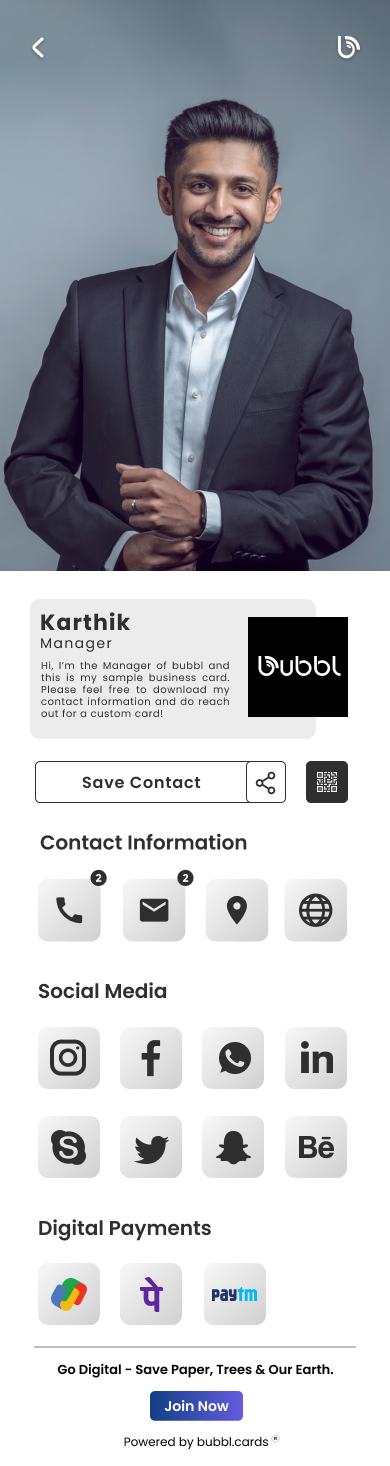 Karthik
Manager
Hi, I'm the Manager of bubbl and
this is my sample business card.
Please feel free to download my
contact information and do reach
out for a custom card!
bubbl
Save Contact
Contact Information
2
2
Social Media
in
S
Bē
Digital Payments
पे
paytm
Go Digital - Save Paper, Trees & Our Earth.
Join Now
Powered by bubbl.cards ®